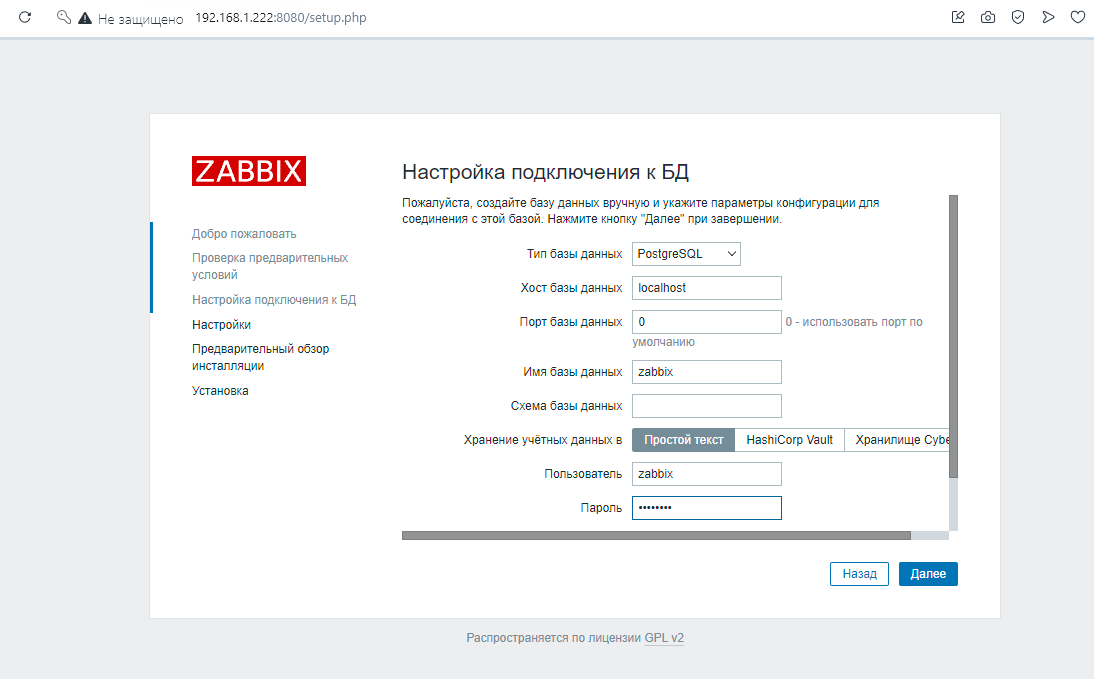 Не защищено 192.168.1.222:8080/setup.php
ZABBIX
Добро пожаловать
Проверка предварительных
условий
Настройка подключения к БД
Настройки
Предварительный обзор
инсталляции
Установка
Настройка подключения к БД
Пожалуйста, создайте базу данных вручную и укажите параметры конфигурации для
соединения с этой базой. Нажмите кнопку "Далее" при завершении.
Тип базы данных PostgreSQL
Хост базы данных localhost
Порт базы данных 0 0 - использовать порт по
умолчанию
Имя базы данных zabbix
Схема базы данных
Хранение учётных данных в Простой текст HashiCorp Vault Хранилище Cybe
Пользователь zabbix
Пароль ••••••••
Назад Далее
Распространяется по лицензии GPL v2